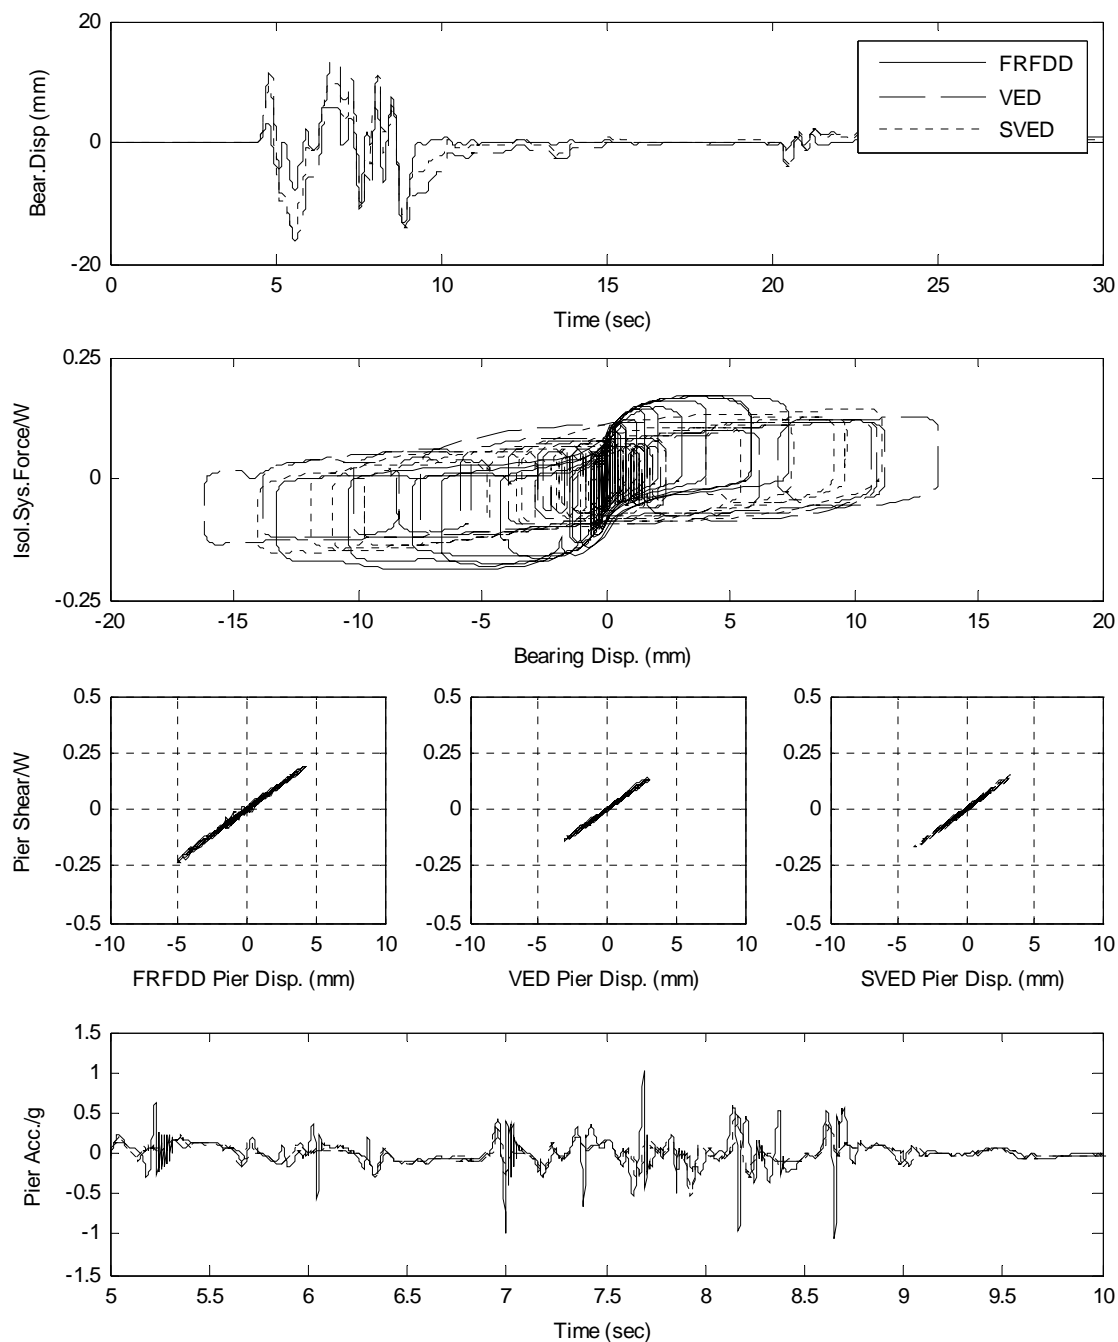 20
0
-20
Bear.Disp (mm)
FRFDD
VED
SVED
0 5 10 15 20 25 30
Time (sec)
0.25
0
-0.25
Isol.Sys.Force/W
-20 -15 -10 -5 0 5 10 15 20
Bearing Disp. (mm)
0.5 0.5 0.5
0.25 0.25 0.25
0 0 0
-0.25 -0.25 -0.25
-0.5 -0.5 -0.5
Pier Shear/W
-10 -5 0 5 10 -10 -5 0 5 10 -10 -5 0 5 10
FRFDD Pier Disp. (mm) VED Pier Disp. (mm) SVED Pier Disp. (mm)
1.5
1
0.5
0
-0.5
-1
-1.5
Pier Acc./g
5 5.5 6 6.5 7 7.5 8 8.5 9 9.5 10
Time (sec)